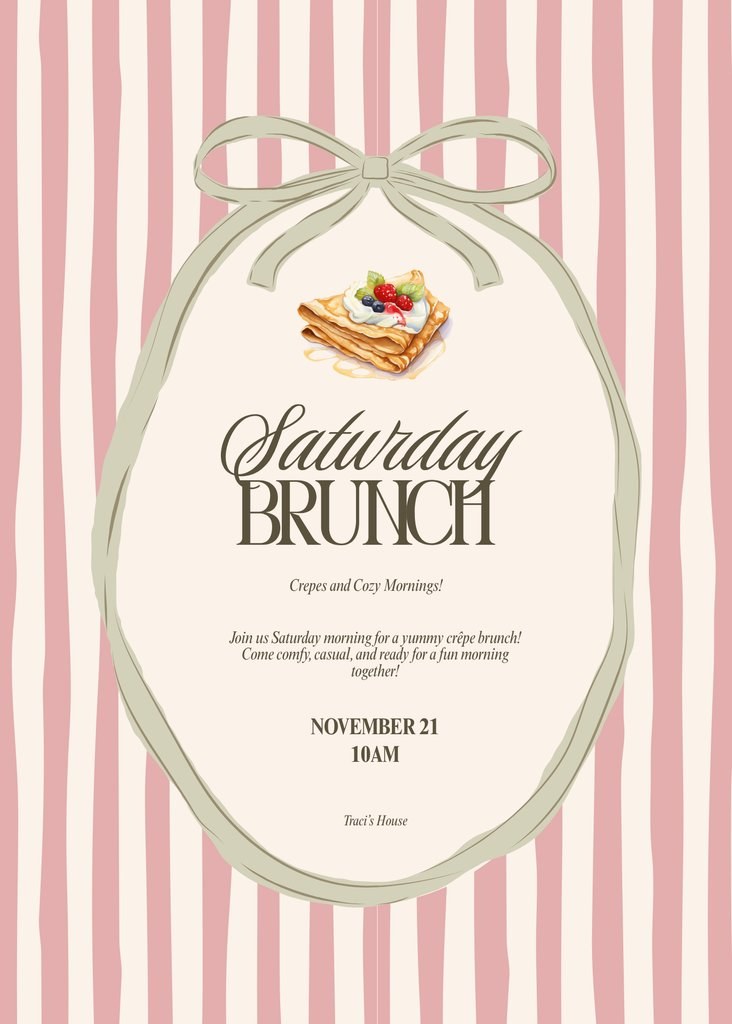 Saturday
BRUNCH
Crepes and Cozy Mornings!
Join us Saturday morning for a yummy crêpe brunch!
Come comfy, casual, and ready for a fun morning
together!
NOVEMBER 21
10AM
Traci's House